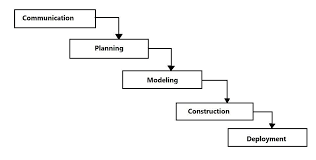 Communication
Planning
Modeling
Construction
Deployment